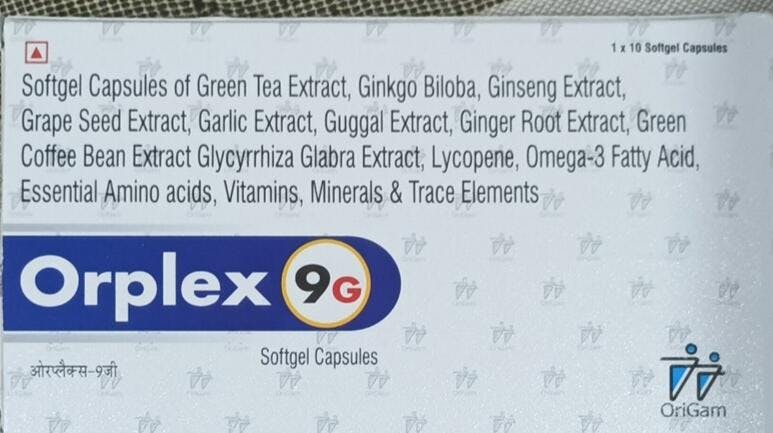 1 x 10 Softgel Capsules
Softgel Capsules of Green Tea Extract, Ginkgo Biloba, Ginseng Extract,
Grape Seed Extract, Garlic Extract, Guggal Extract, Ginger Root Extract, Green
Coffee Bean Extract Glycyrrhiza Glabra Extract, Lycopene, Omega-3 Fatty Acid,
Essential Amino acids, Vitamins, Minerals & Trace Elements
Orplex 9G
Softgel Capsules
ओरप्लैक्स-9जी
OriGam